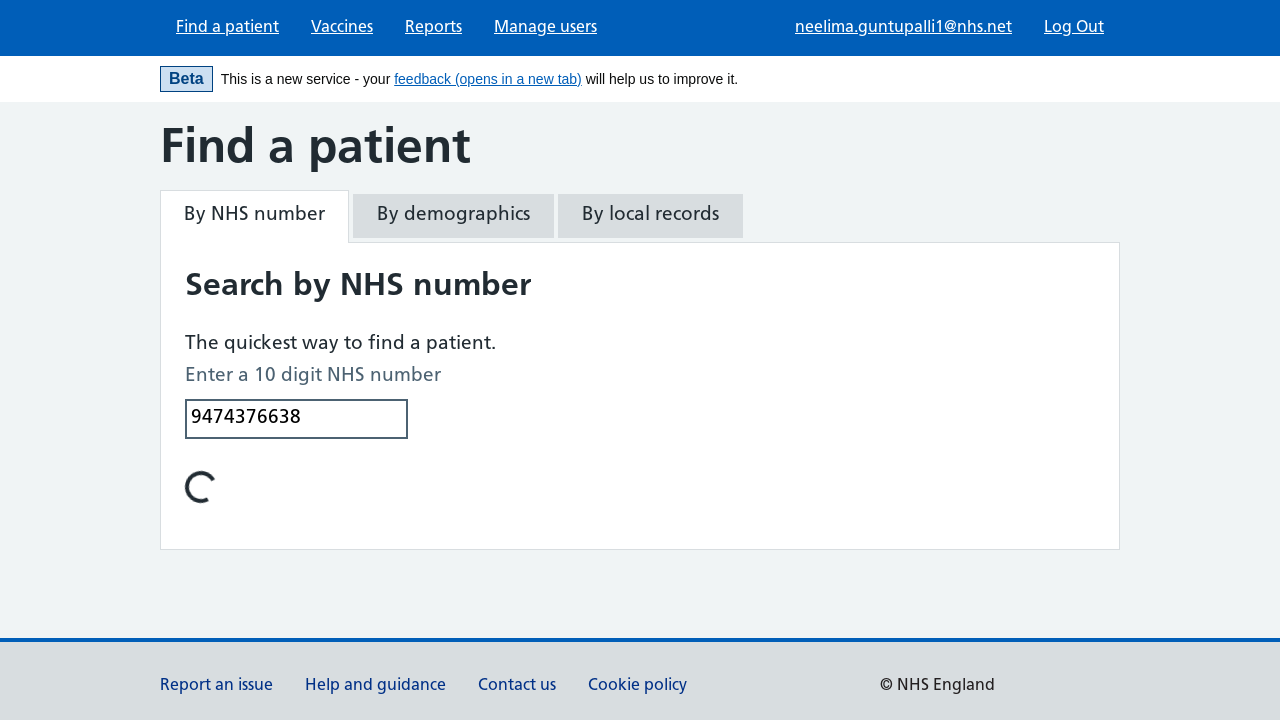 Find a patient Vaccines Reports Manage users neelima.guntupalli1@nhs.net Log Out
Beta This is a new service - your feedback (opens in a new tab) will help us to improve it.
Find a patient
By NHS number By demographics By local records
Search by NHS number
The quickest way to find a patient.
Enter a 10 digit NHS number
9474376638
Report an issue Help and guidance Contact us Cookie policy © NHS England